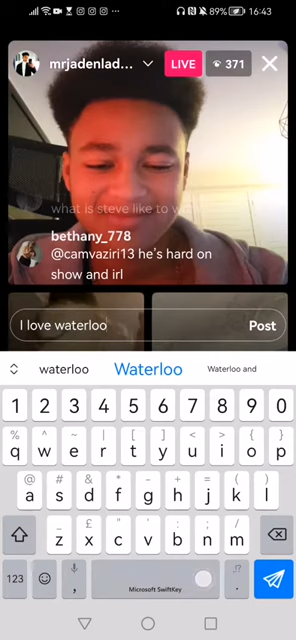 89% 16:43
mrjadenlad... LIVE 371
what is steve like to w
bethany_778
@camvaziri13 he's hard on
show and irl
I love waterloo Post
waterloo Waterloo Waterloo and
1 2 3 4 5 6 7 8 9 0
% ^ ~ | [ ] < > { }
q w e r t y u i o p
@ # & * - + = ( )
a s d f g h j k l
_ £ " ' : ; /
z x c v b n m
123 , Microsoft SwiftKey ,!? .